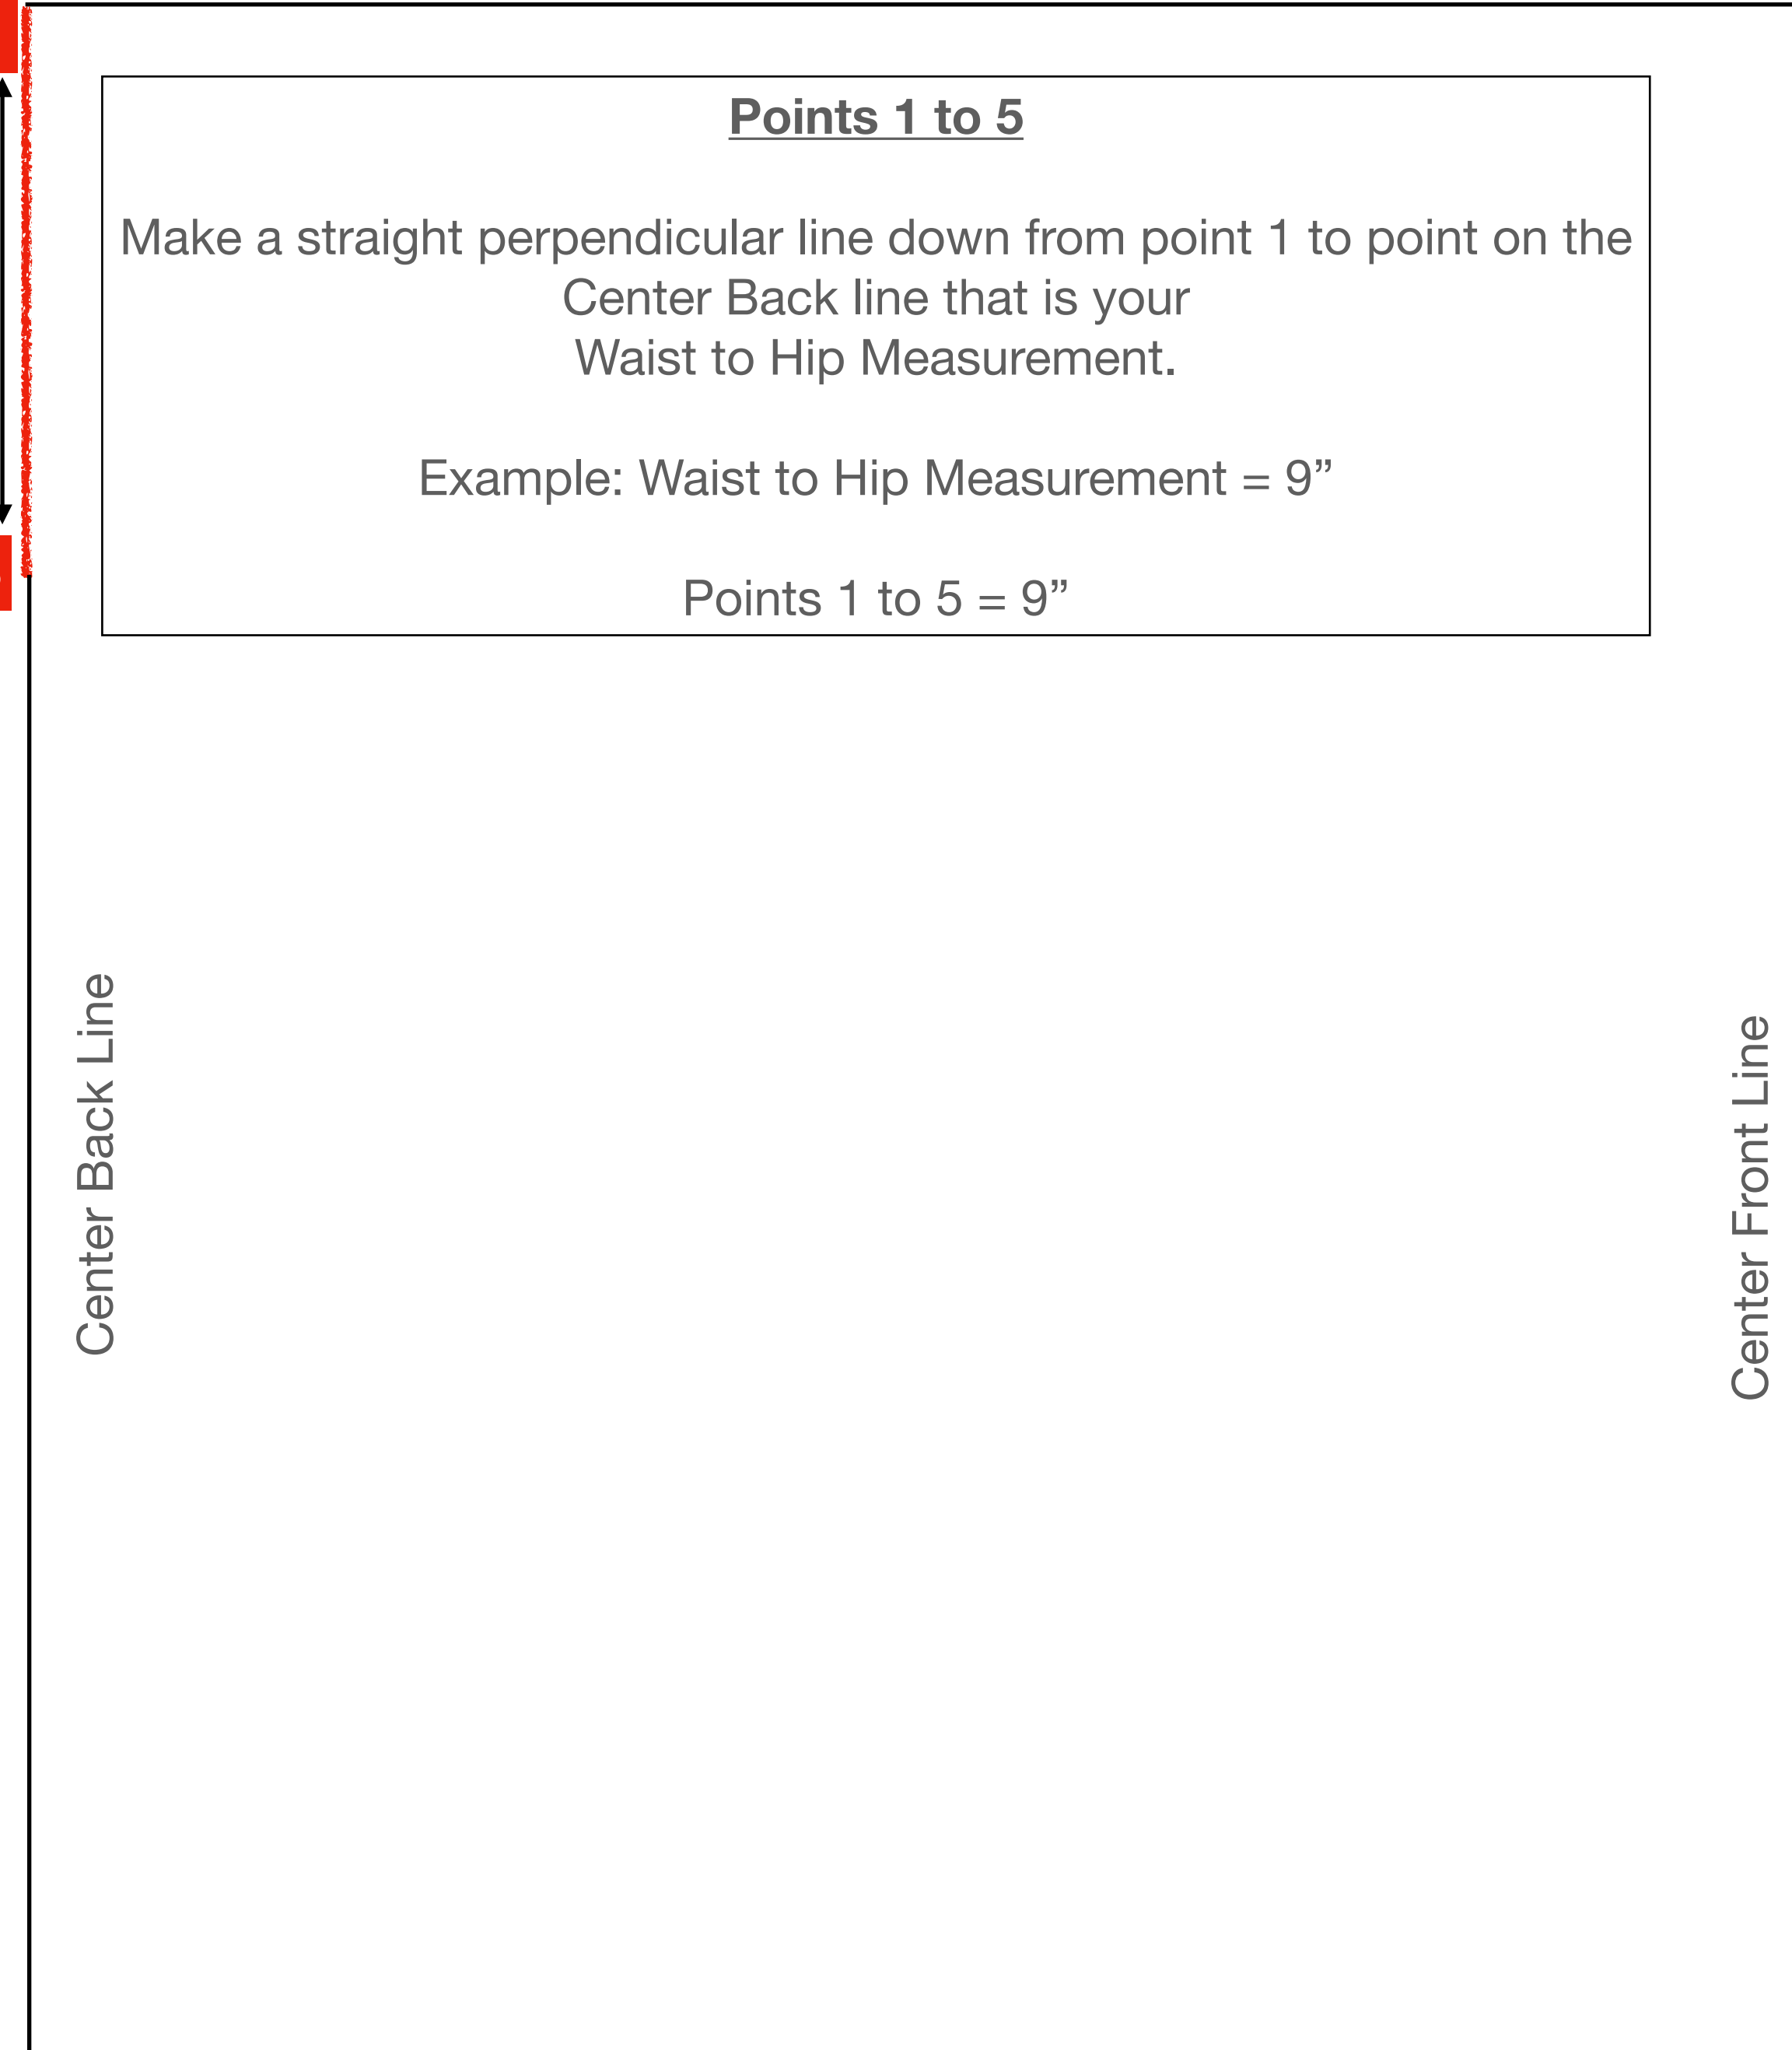 Points 1 to 5
Make a straight perpendicular line down from point 1 to point on the
Center Back line that is your
Waist to Hip Measurement.
Example: Waist to Hip Measurement = 9”
Points 1 to 5 = 9”
Center Back Line
Center Front Line